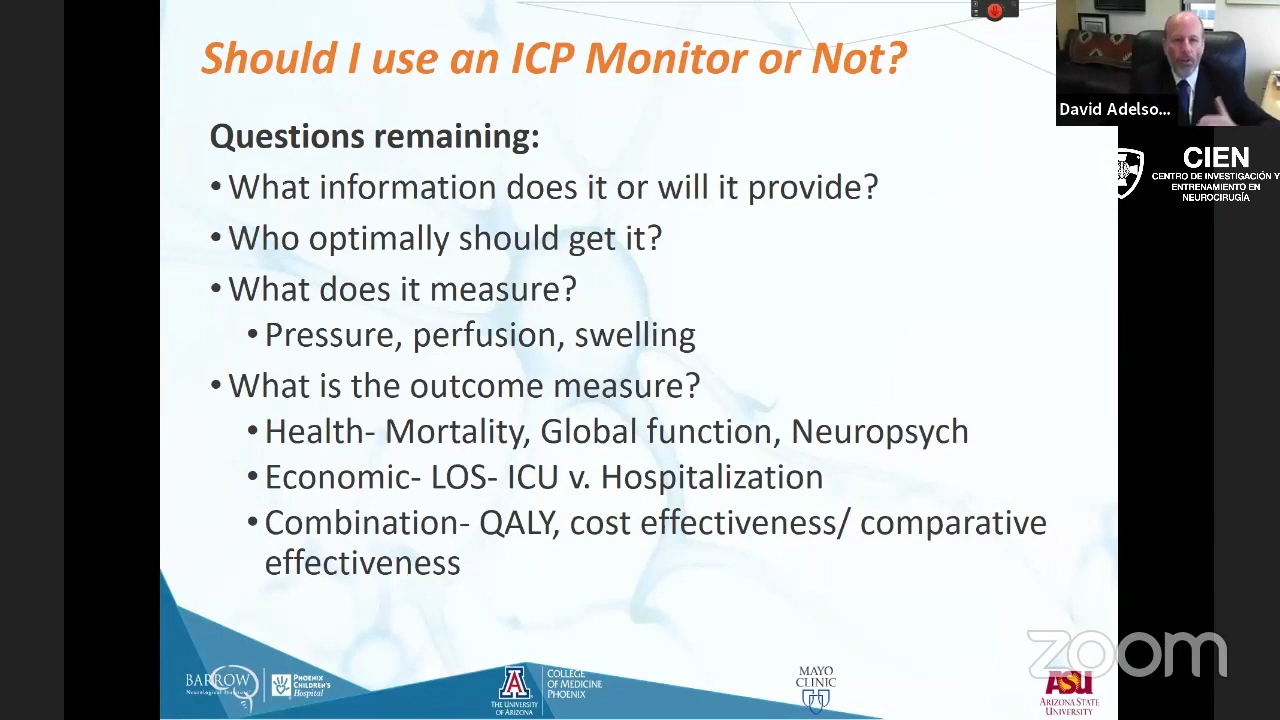 Should I use an ICP Monitor or Not?
Questions remaining:
• What information does it or will it provide?
• Who optimally should get it?
• What does it measure?
• Pressure, perfusion, swelling
• What is the outcome measure?
• Health- Mortality, Global function, Neuropsych
• Economic- LOS- ICU v. Hospitalization
• Combination- QALY, cost effectiveness/ comparative
effectiveness
David Adelso...
CIEN
CENTRO DE INVESTIGACIÓN Y
ENTRENAMIENTO EN
NEUROCIRUGÍA
zoom
BARROW
Neurological Institute
PHOENIX
CHILDREN'S
Hospital
THE UNIVERSITY
OF ARIZONA
COLLEGE
OF MEDICINE
PHOENIX
MAYO
CLINIC
ASU
ARIZONA STATE
UNIVERSITY